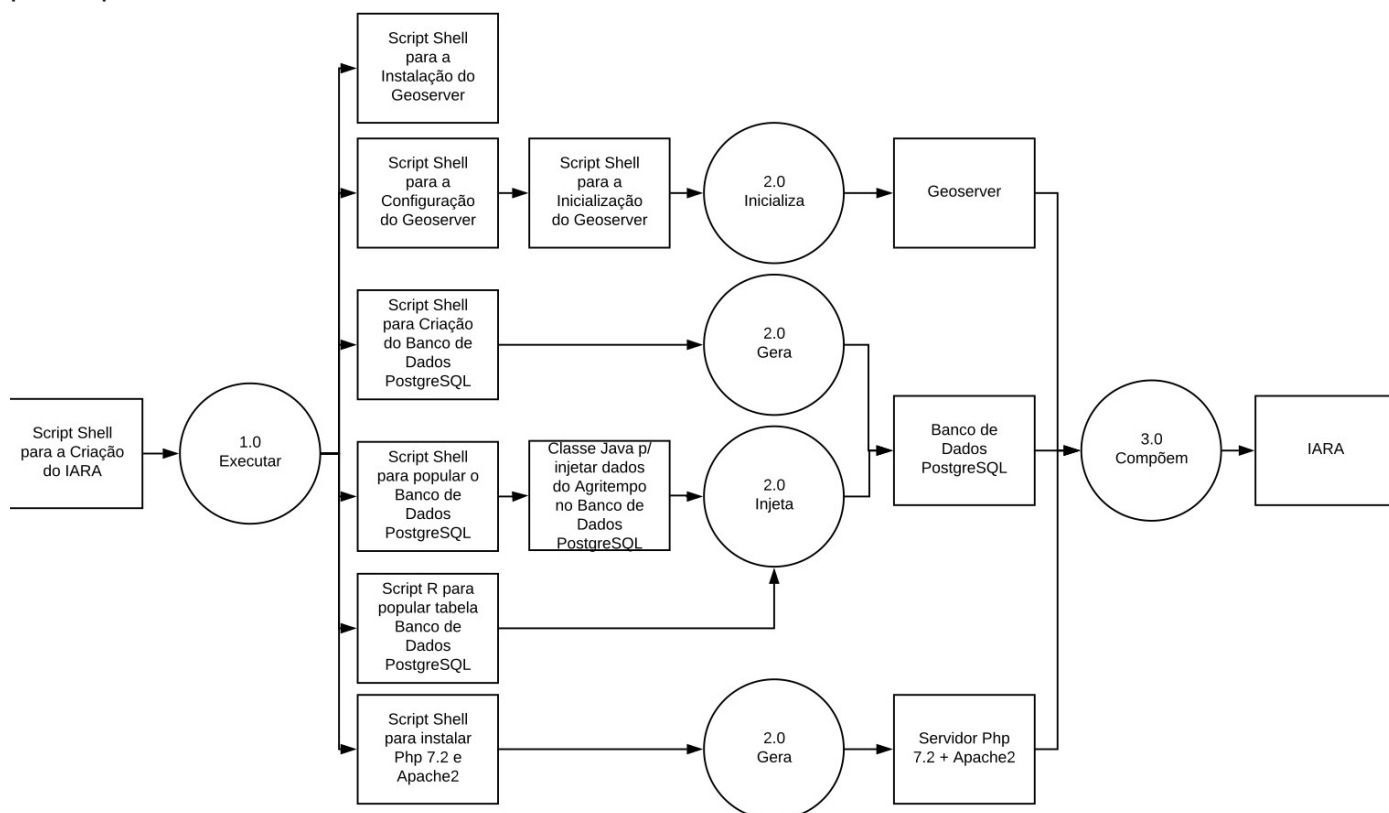 Script Shell
para a
Instalação do
Geoserver
Script Shell
para a
Configuração
do Geoserver
Script Shell
para a
Inicialização
do Geoserver
2.0
Inicializa
Geoserver
Script Shell
para Criação
do Banco de
Dados
PostgreSQL
2.0
Gera
Script Shell
para a Criação
do IARA
1.0
Executar
Script Shell
para popular o
Banco de
Dados
PostgreSQL
Classe Java p/
injetar dados
do Agritempo
no Banco de
Dados
PostgreSQL
2.0
Injeta
Banco de
Dados
PostgreSQL
3.0
Compõem
IARA
Script R para
popular tabela
Banco de
Dados
PostgreSQL
Script Shell
para instalar
Php 7.2 e
Apache2
2.0
Gera
Servidor Php
7.2 + Apache2